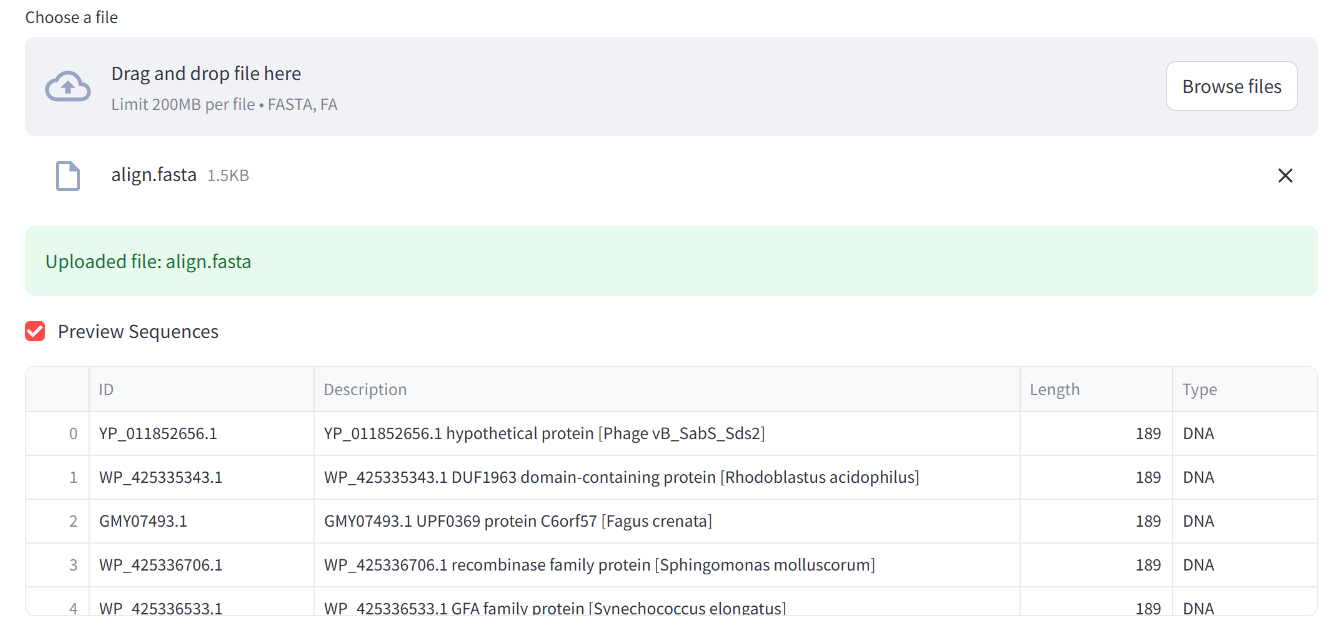 Choose a file
Drag and drop file here
Limit 200MB per file • FASTA, FA
Browse files
align.fasta 1.5KB
Uploaded file: align.fasta
Preview Sequences
ID Description Length Type
0 YP_011852656.1 YP_011852656.1 hypothetical protein [Phage vB_SabS_Sds2] 189 DNA
1 WP_425335343.1 WP_425335343.1 DUF1963 domain-containing protein [Rhodoblastus acidophilus] 189 DNA
2 GMY07493.1 GMY07493.1 UPF0369 protein C6orf57 [Fagus crenata] 189 DNA
3 WP_425336706.1 WP_425336706.1 recombinase family protein [Sphingomonas molluscorum] 189 DNA
4 WP_425336533.1 WP_425336533.1 GFA family protein [Synechococcus elongatus] 189 DNA